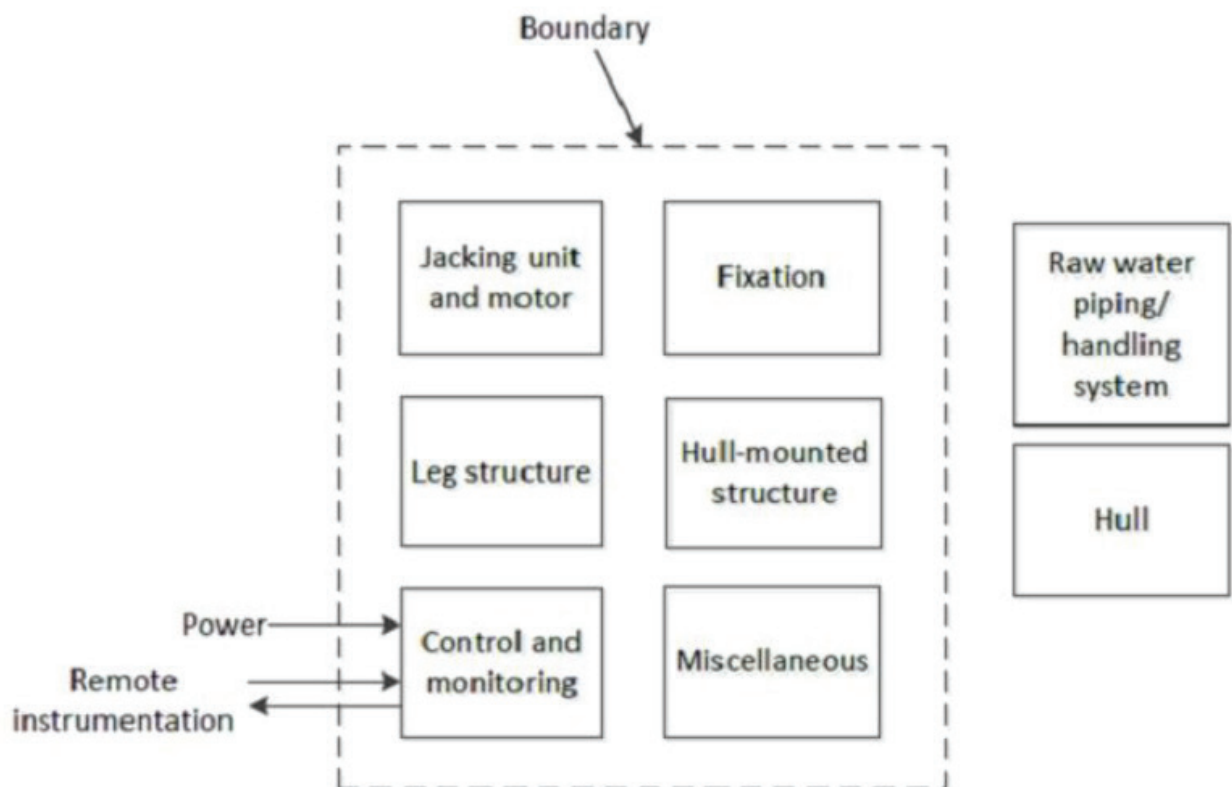 Boundary
Jacking unit
and motor
Fixation
Raw water
piping/
handling
system
Leg structure
Hull-mounted
structure
Hull
Power
Control and
monitoring
Miscellaneous
Remote
instrumentation